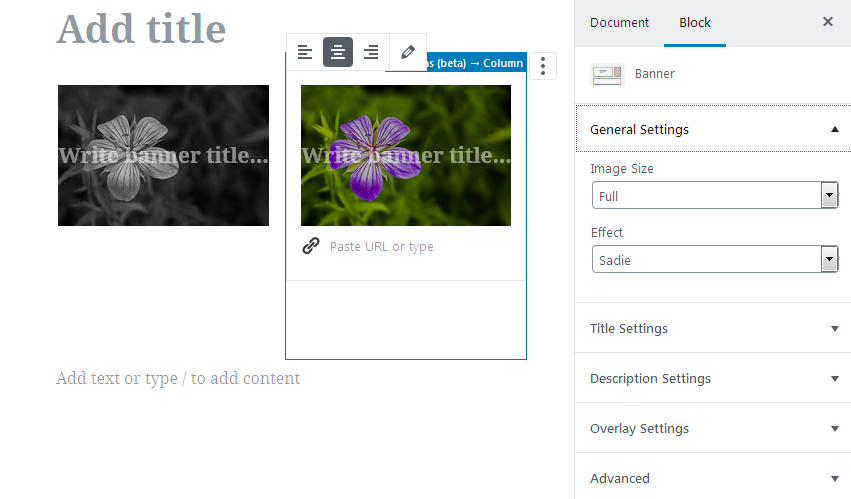 Add title
ns (beta) → Column
Write banner title...
Write banner title...
Paste URL or type
Add text or type / to add content
Document
Block
Banner
General Settings
Image Size
Full
Effect
Sadie
Title Settings
Description Settings
Overlay Settings
Advanced